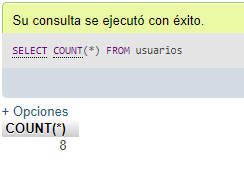 Su consulta se ejecutó con éxito.
SELECT COUNT(*) FROM usuarios
+ Opciones
COUNT(*)
8